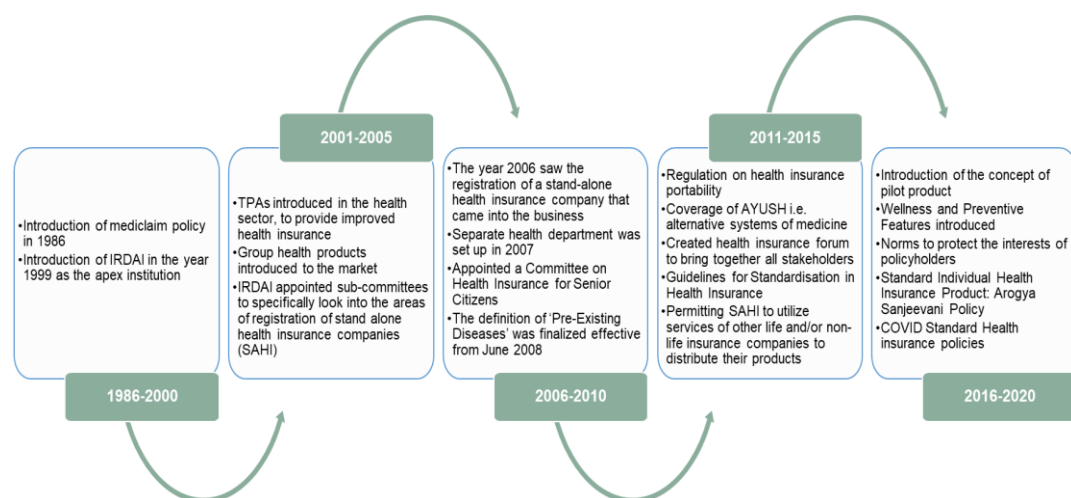 1986-2000
•Introduction of mediclaim policy
in 1986
•Introduction of IRDAI in the year
1999 as the apex institution
2001-2005
•TPAs introduced in the health
sector, to provide improved
health insurance
•Group health products
introduced to the market
•IRDAI appointed sub-committees
to specifically look into the areas
of registration of stand alone
health insurance companies
(SAHI)
2006-2010
•The year 2006 saw the
registration of a stand-alone
health insurance company that
came into the business
•Separate health department was
set up in 2007
•Appointed a Committee on
Health Insurance for Senior
Citizens
•The definition of ‘Pre-Existing
Diseases’ was finalized effective
from June 2008
2011-2015
•Regulation on health insurance
portability
•Coverage of AYUSH i.e.
alternative systems of medicine
•Created health insurance forum
to bring together all stakeholders
•Guidelines for Standardisation in
Health Insurance
•Permitting SAHI to utilize
services of other life and/or non-
life insurance companies to
distribute their products
2016-2020
•Introduction of the concept of
pilot product
•Wellness and Preventive
Features introduced
•Norms to protect the interests of
policyholders
•Standard Individual Health
Insurance Product: Arogya
Sanjeevani Policy
•COVID Standard Health
insurance policies